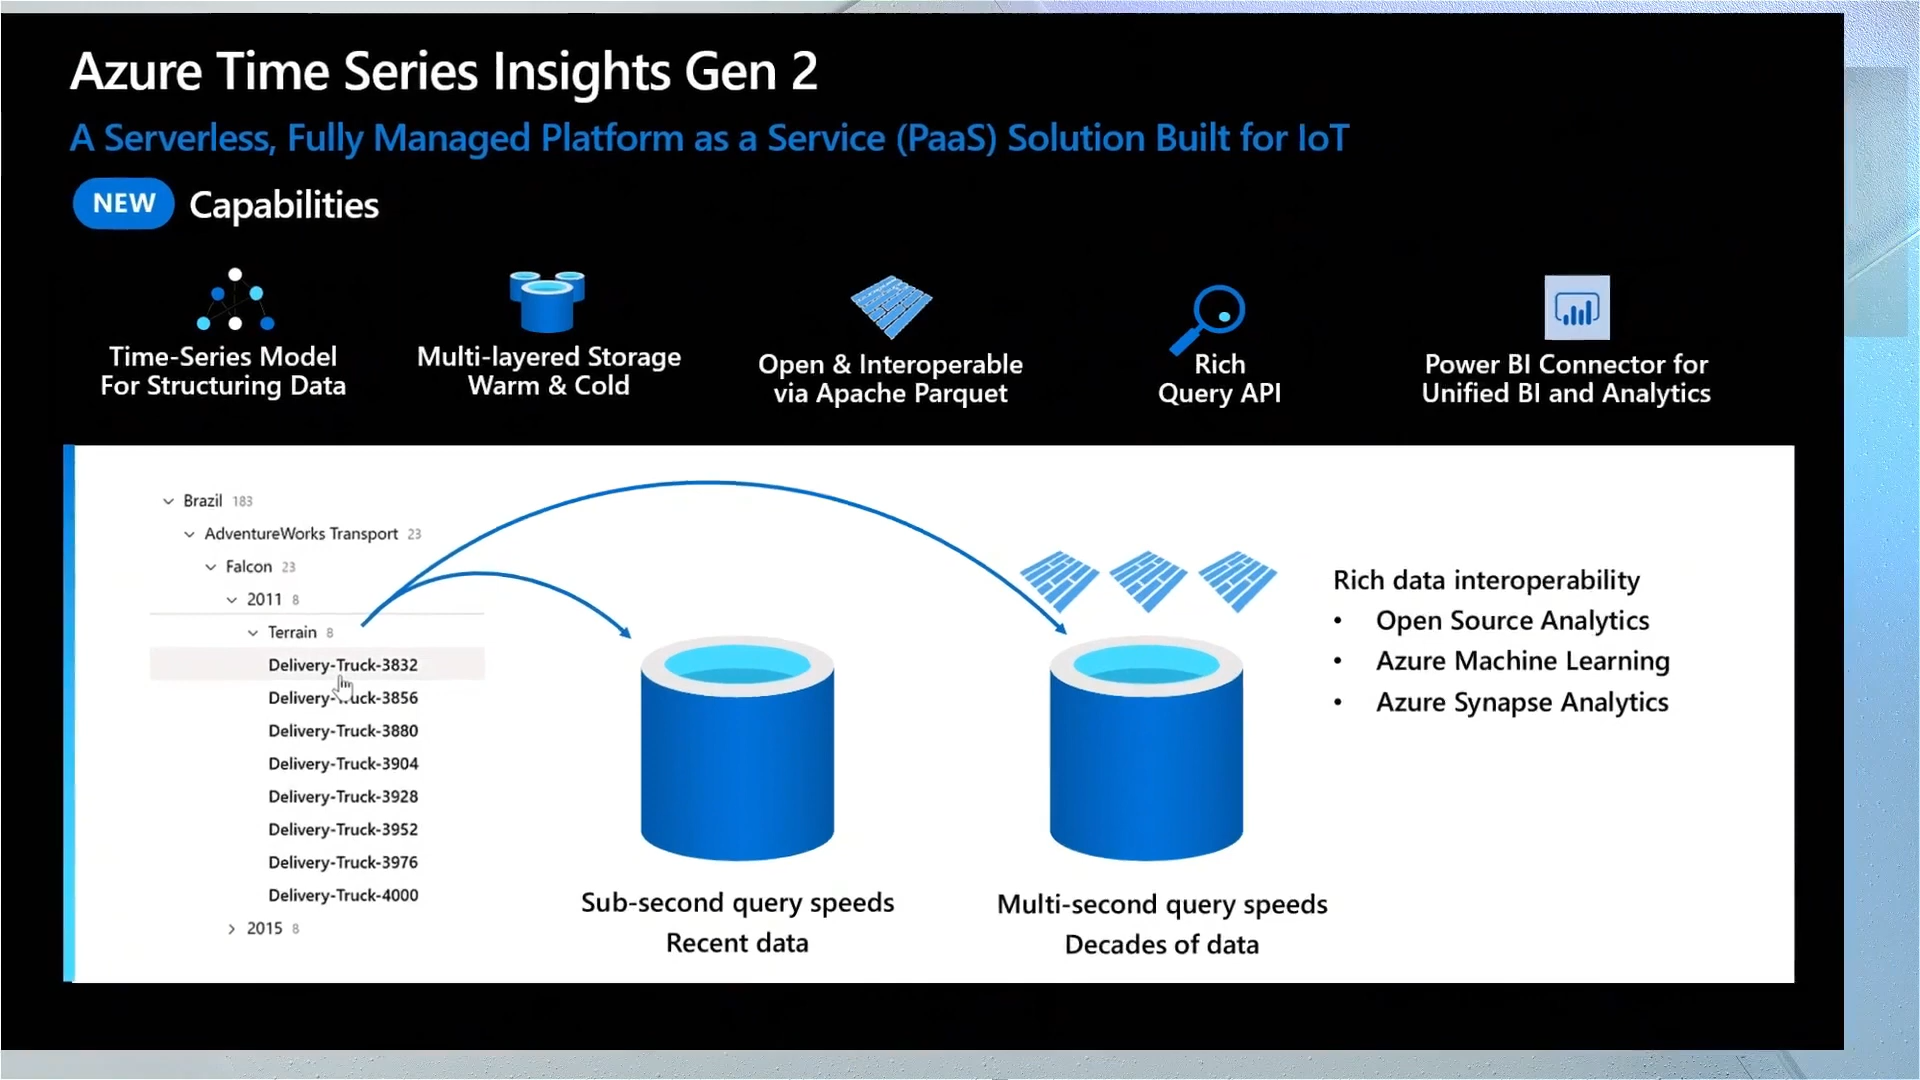 Azure Time Series Insights Gen 2
A Serverless, Fully Managed Platform as a Service (PaaS) Solution Built for IoT
NEW Capabilities
Time-Series Model
For Structuring Data
Multi-layered Storage
Warm & Cold
Open & Interoperable
via Apache Parquet
Rich
Query API
Power BI Connector for
Unified BI and Analytics
Brazil 183
AdventureWorks Transport 23
Falcon 23
2011 8
Terrain 8
Delivery-Truck-3832
Delivery-Truck-3856
Delivery-Truck-3880
Delivery-Truck-3904
Delivery-Truck-3928
Delivery-Truck-3952
Delivery-Truck-3976
Delivery-Truck-4000
2015 8
Sub-second query speeds
Recent data
Multi-second query speeds
Decades of data
Rich data interoperability
• Open Source Analytics
• Azure Machine Learning
• Azure Synapse Analytics